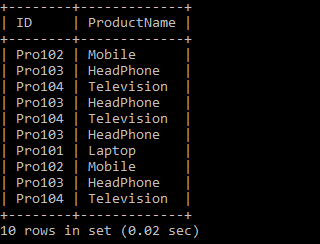 +--------+-------------+
| ID     | ProductName |
+--------+-------------+
| Pro102 | Mobile      |
| Pro103 | HeadPhone   |
| Pro104 | Television  |
| Pro103 | HeadPhone   |
| Pro104 | Television  |
| Pro103 | HeadPhone   |
| Pro101 | Laptop      |
| Pro102 | Mobile      |
| Pro103 | HeadPhone   |
| Pro104 | Television  |
+--------+-------------+
10 rows in set (0.02 sec)